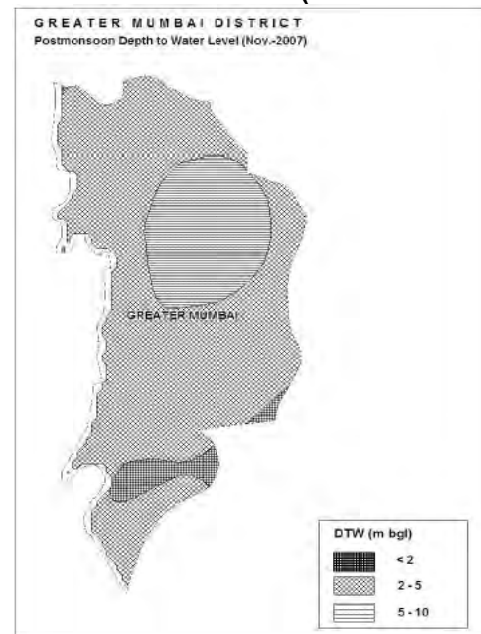 GREATER MUMBAI DISTRICT
Postmonsoon Depth to Water Level (Nov.-2007)
GREATER MUMBAI
DTW (m bgl)
< 2
2 - 5
5 - 10